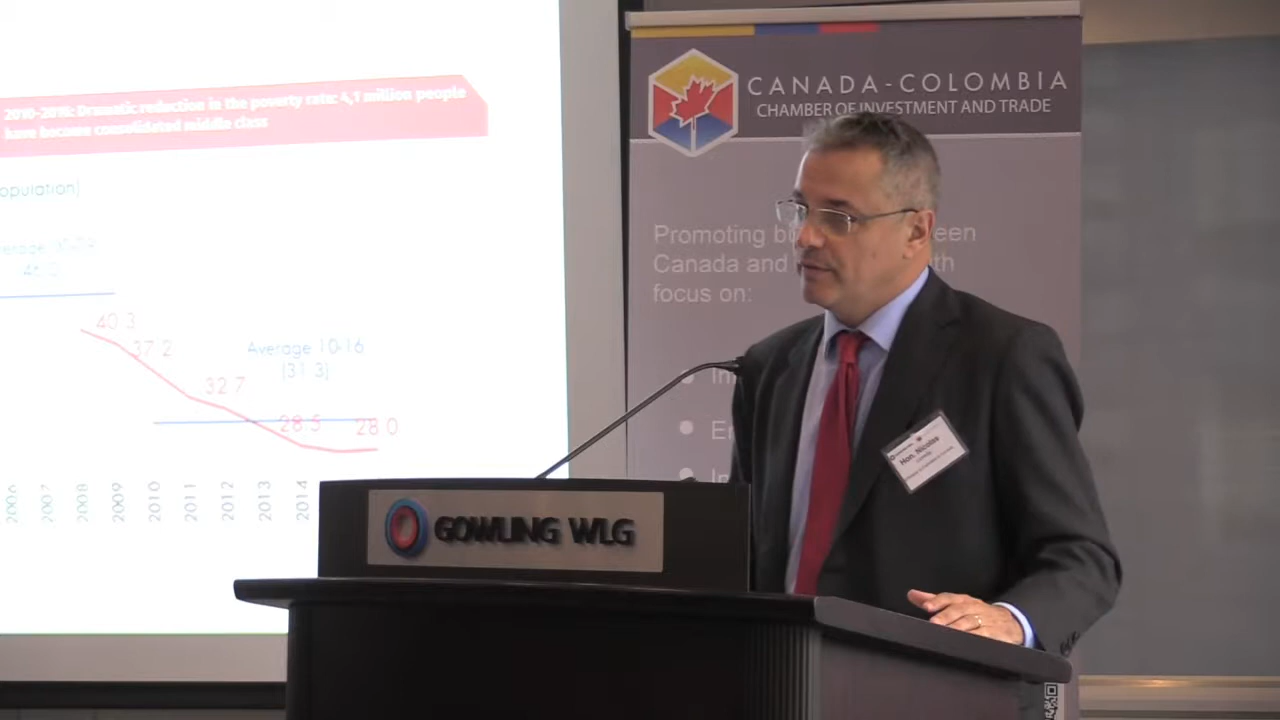 2010-2016: Dramatic reduction in the poverty rate: 4,1 million people
have become consolidated middle class
opulation)
40.3
37.2
32.7
28.5
28.0
Average 10-16
(31.3)
2006
2007
2008
2009
2010
2011
2012
2013
2014
CANADA-COLOMBIA
CHAMBER OF INVESTMENT AND TRADE
Promoting b een
Canada and th
focus on:
GOWLING WLG
Hon. Nicolas